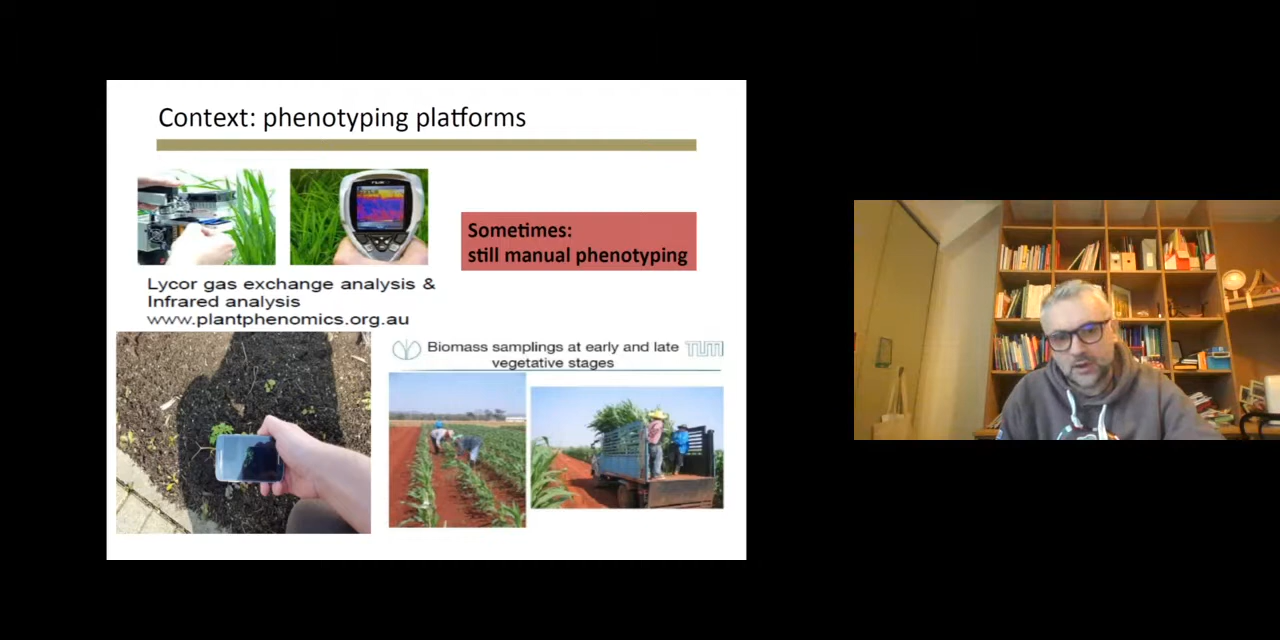 Context: phenotyping platforms
Sometimes:
still manual phenotyping
Lycor gas exchange analysis &
Infrared analysis
www.plantphenomics.org.au
Biomass samplings at early and late
vegetative stages
TUM